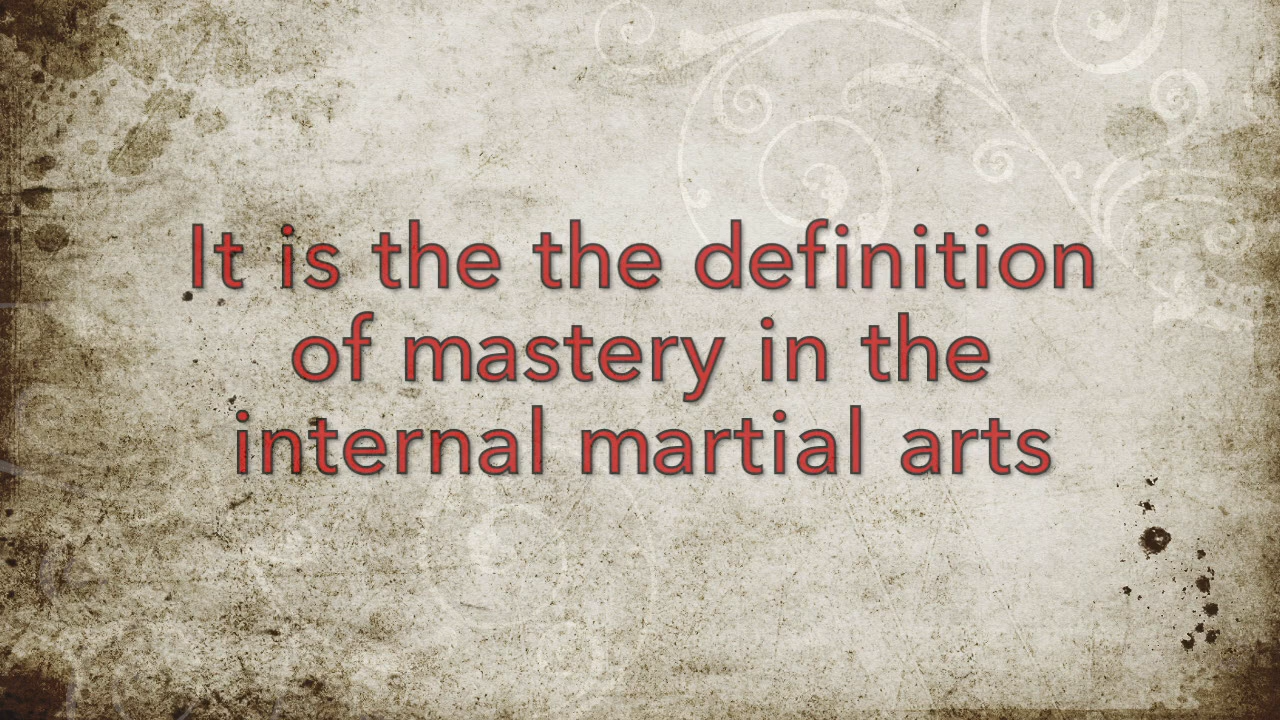 It is the the definition
of mastery in the
internal martial arts